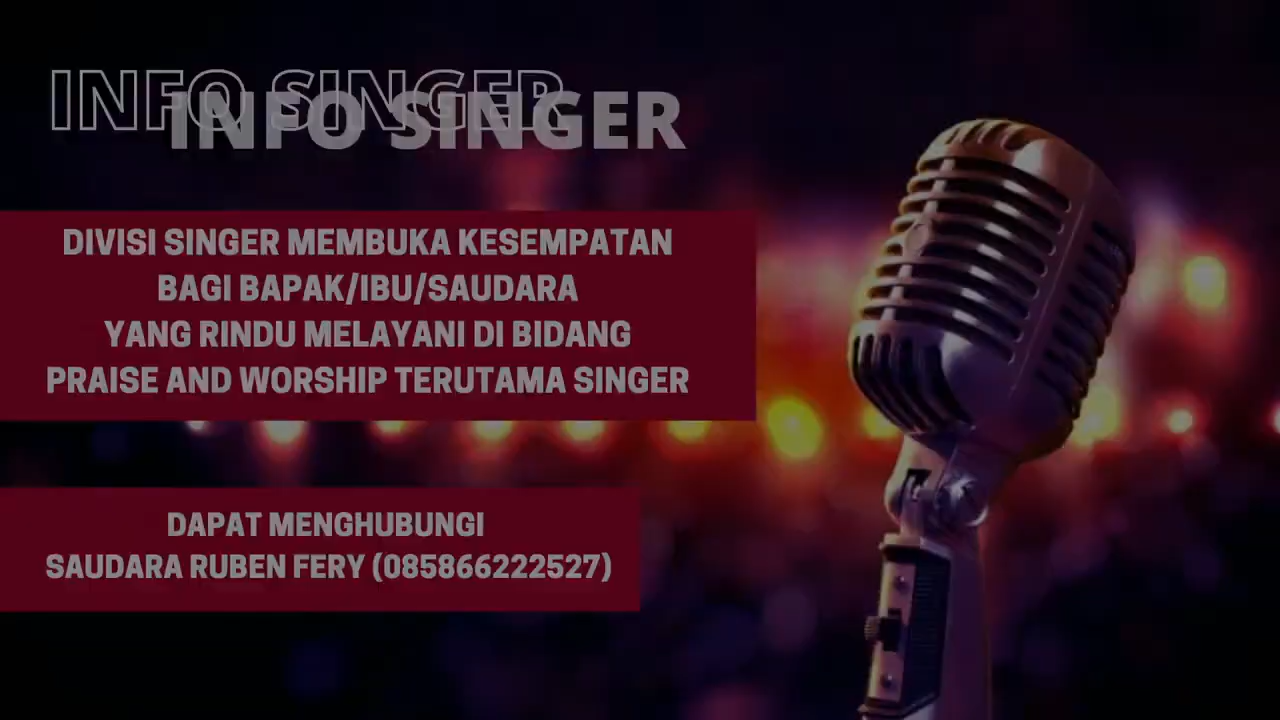 INFO SINGER
INFO SINGER
DIVISI SINGER MEMBUKA KESEMPATAN
BAGI BAPAK/IBU/SAUDARA
YANG RINDU MELAYANI DI BIDANG
PRAISE AND WORSHIP TERUTAMA SINGER
DAPAT MENGHUBUNGI
SAUDARA RUBEN FERY (085866222527)